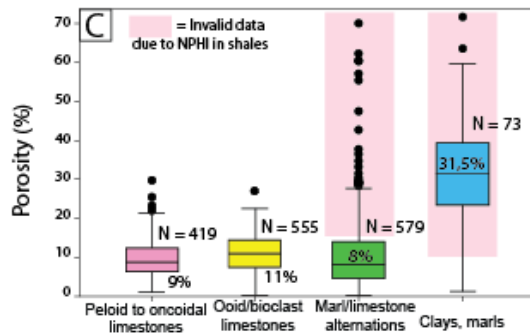 C
= Invalid data
due to NPHI in shales
Porosity (%)
70
60
50
40
30
20
10
0
N = 419
9%
N = 555
11%
N = 579
8%
N = 73
31,5%
Peloid to oncoidal
limestones
Ooid/bioclast
limestones
Marl/limestone
alternations
Clays, marls